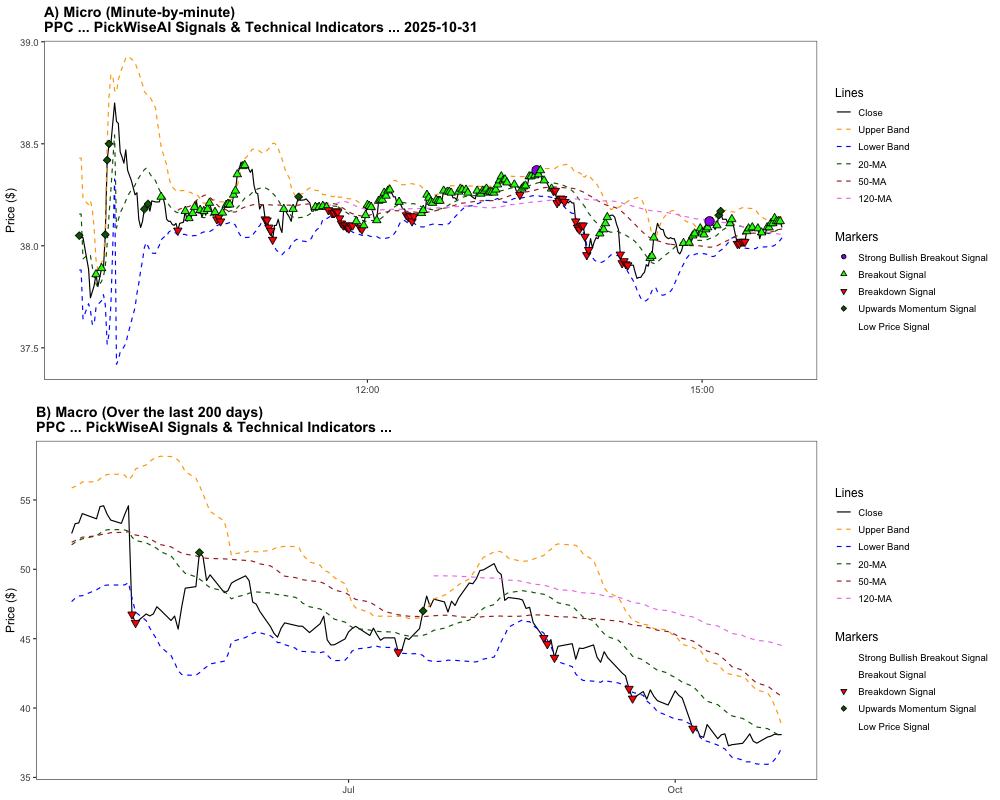 A) Micro (Minute-by-minute)
PPC ... PickWiseAI Signals & Technical Indicators ... 2025-10-31
Price ($)
39.0
38.5
38.0
37.5
12:00
15:00
Lines
Close
Upper Band
Lower Band
20-MA
50-MA
120-MA
Markers
Strong Bullish Breakout Signal
Breakout Signal
Breakdown Signal
Upwards Momentum Signal
Low Price Signal
B) Macro (Over the last 200 days)
PPC ... PickWiseAI Signals & Technical Indicators ...
Price ($)
55
50
45
40
35
Jul
Oct
Lines
Close
Upper Band
Lower Band
20-MA
50-MA
120-MA
Markers
Strong Bullish Breakout Signal
Breakout Signal
Breakdown Signal
Upwards Momentum Signal
Low Price Signal